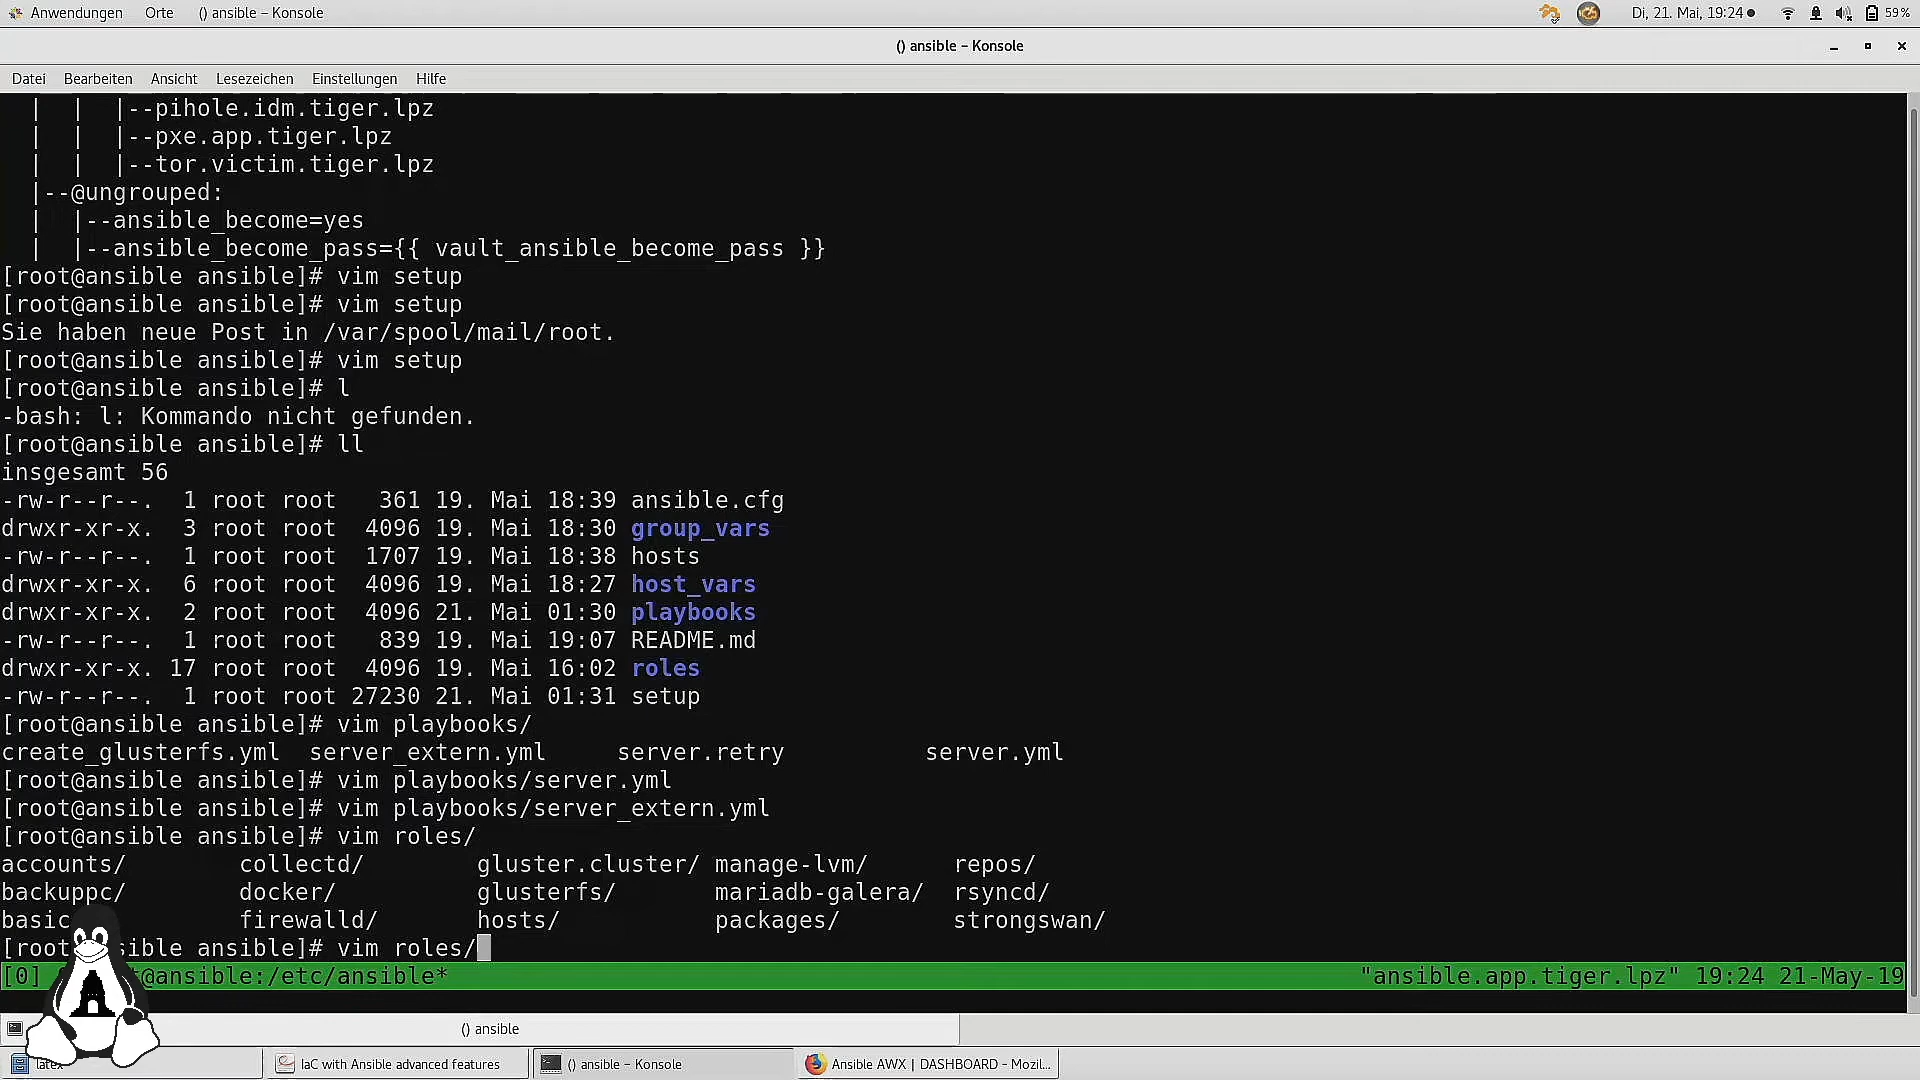 Anwendungen Orte () ansible – Konsole Di, 21. Mai, 19:24 59%
() ansible – Konsole
Datei Bearbeiten Ansicht Lesezeichen Einstellungen Hilfe
|  |  |--pihole.idm.tiger.lpz
|  |  |--pxe.app.tiger.lpz
|  |  |--tor.victim.tiger.lpz
|--@ungrouped:
|  |--ansible_become=yes
|  |--ansible_become_pass={{ vault_ansible_become_pass }}
[root@ansible ansible]# vim setup
[root@ansible ansible]# vim setup
Sie haben neue Post in /var/spool/mail/root.
[root@ansible ansible]# vim setup
[root@ansible ansible]# l
-bash: l: Kommando nicht gefunden.
[root@ansible ansible]# ll
insgesamt 56
-rw-r--r--.  1 root root   361 19. Mai 18:39 ansible.cfg
drwxr-xr-x.  3 root root  4096 19. Mai 18:30 group_vars
-rw-r--r--.  1 root root  1707 19. Mai 18:38 hosts
drwxr-xr-x.  6 root root  4096 19. Mai 18:27 host_vars
drwxr-xr-x.  2 root root  4096 21. Mai 01:30 playbooks
-rw-r--r--.  1 root root   839 19. Mai 19:07 README.md
drwxr-xr-x. 17 root root  4096 19. Mai 16:02 roles
-rw-r--r--.  1 root root 27230 21. Mai 01:31 setup
[root@ansible ansible]# vim playbooks/
create_glusterfs.yml  server_extern.yml     server.retry          server.yml
[root@ansible ansible]# vim playbooks/server.yml
[root@ansible ansible]# vim playbooks/server_extern.yml
[root@ansible ansible]# vim roles/
accounts/        collectd/        gluster.cluster/ manage-lvm/      repos/
backuppc/        docker/          glusterfs/       mariadb-galera/  rsyncd/
basic            firewalld/       hosts/           packages/        strongswan/
[root sible ansible]# vim roles/
[0] @ansible:/etc/ansible* "ansible.app.tiger.lpz" 19:24 21-May-19
() ansible
latex IaC with Ansible advanced features () ansible – Konsole Ansible AWX | DASHBOARD – Mozil...